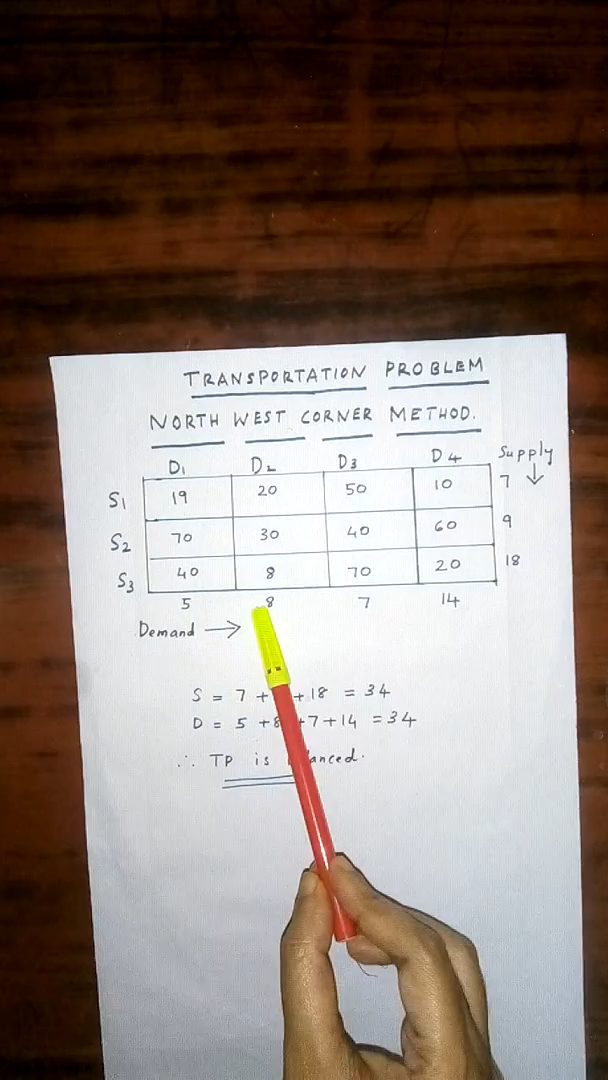 TRANSPORTATION PROBLEM
NORTH WEST CORNER METHOD.
D1 D2 D3 D4 Supply ↓
S1 19 20 50 10 7
S2 70 30 40 60 9
S3 40 8 70 20 18
5 8 7 14
Demand →
S = 7 + + 18 = 34
D = 5 + 8 + 7 + 14 = 34
∴ TP is